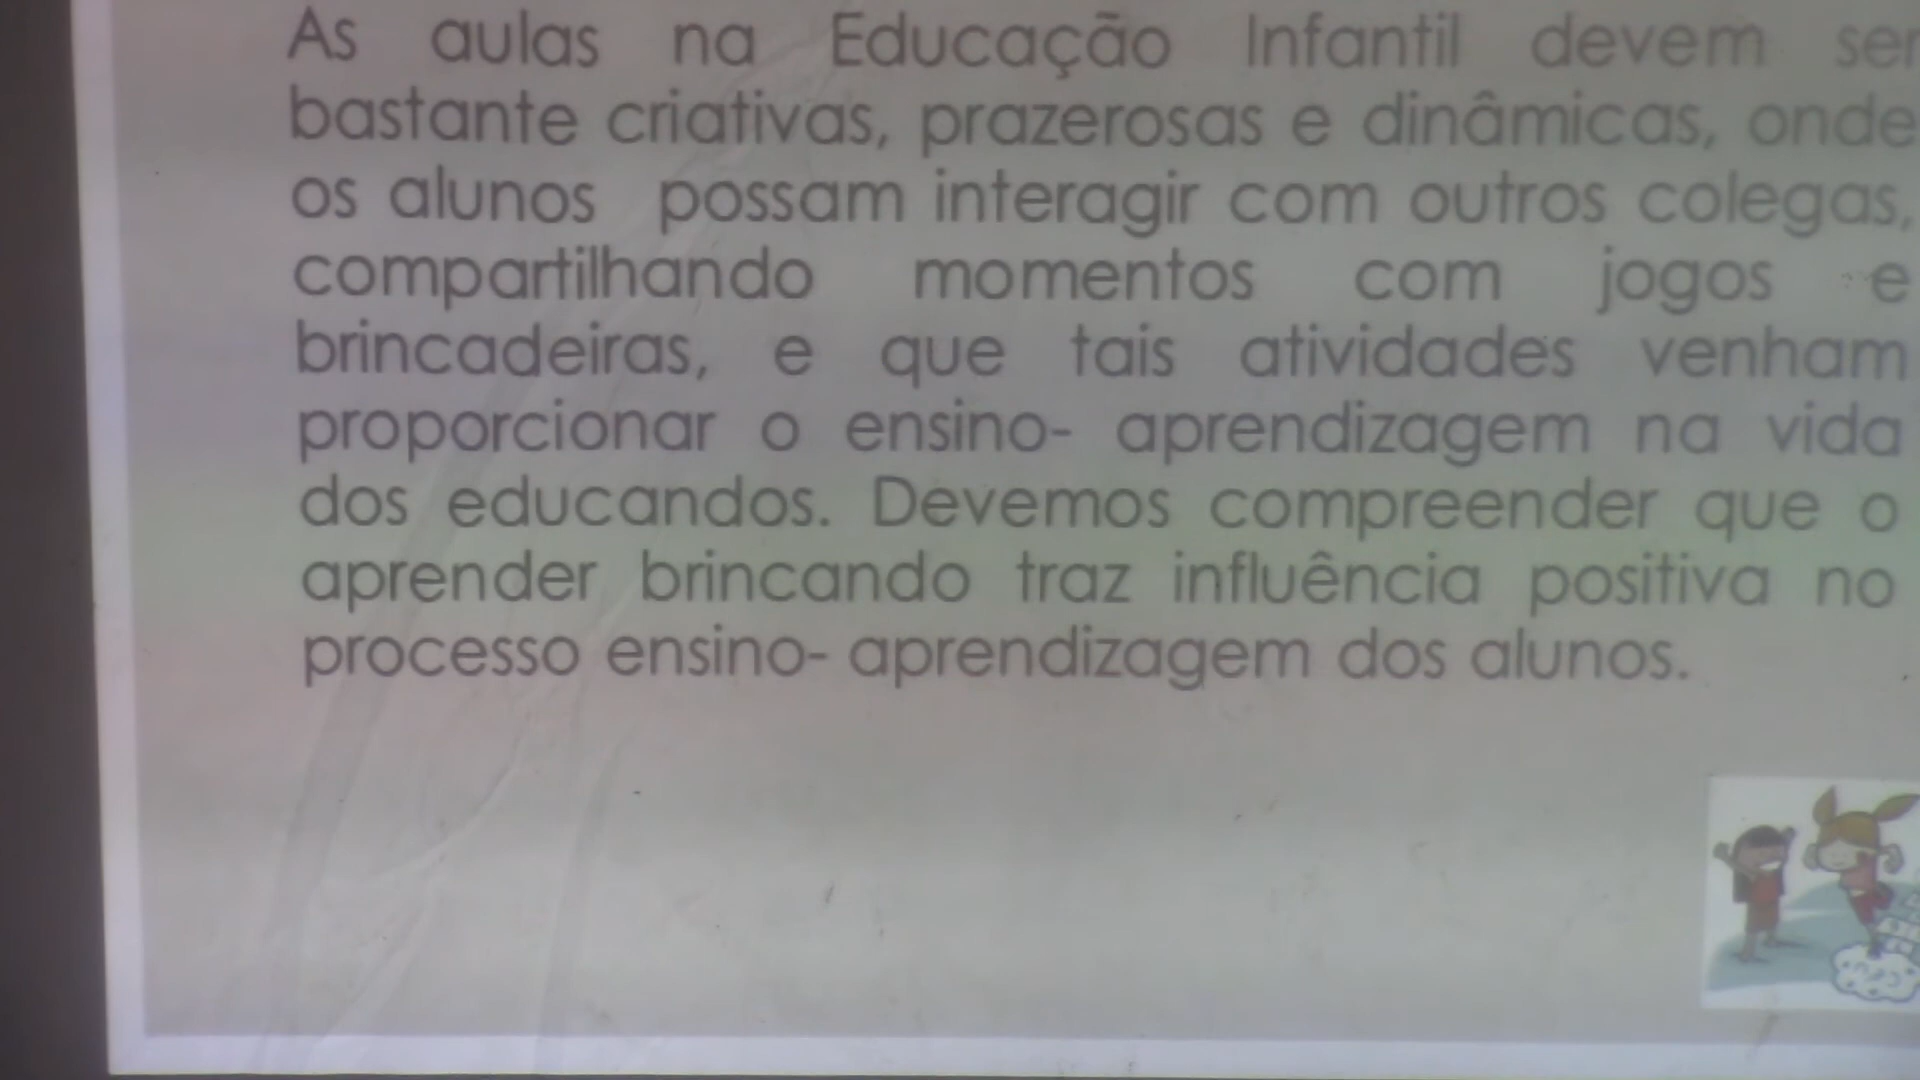 As aulas na Educação Infantil devem ser
bastante criativas, prazerosas e dinâmicas, onde
os alunos possam interagir com outros colegas,
compartilhando momentos com jogos e
brincadeiras, e que tais atividades venham
proporcionar o ensino- aprendizagem na vida
dos educandos. Devemos compreender que o
aprender brincando traz influência positiva no
processo ensino- aprendizagem dos alunos.